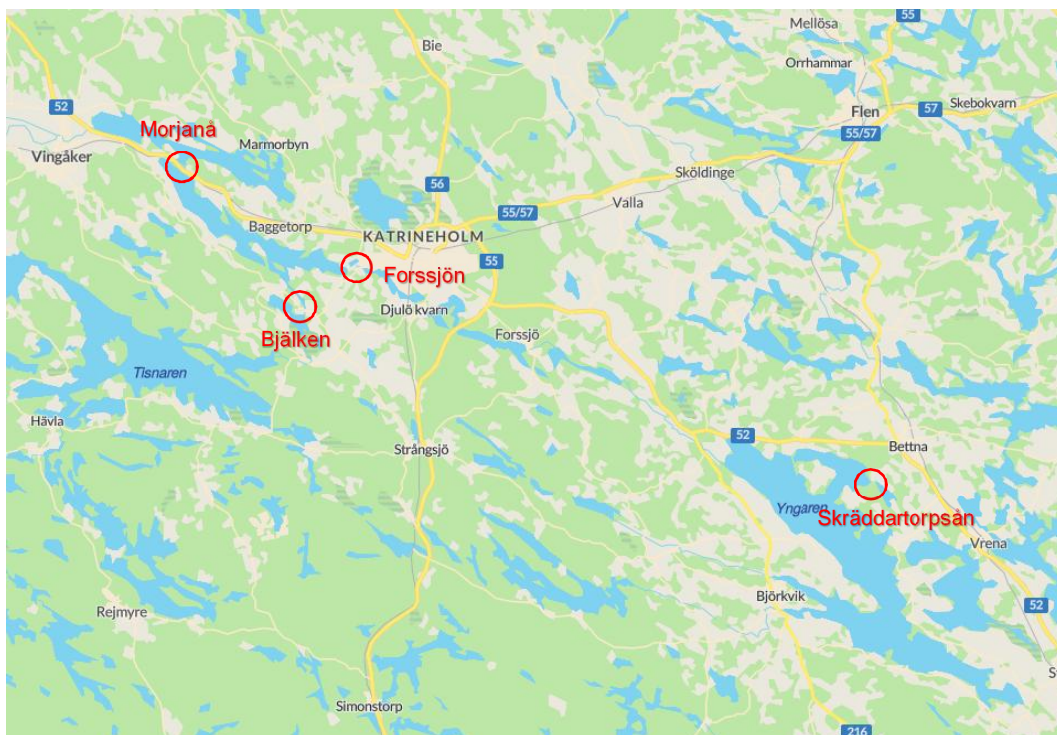 55
Mellösa
Bie
Orrhammar
52
57
Skebokvarn
Flen
Morjanå
55/57
Marmorbyn
Vingåker
Sköldinge
56
Valla
55/57
Baggetorp
KATRINEHOLM
55
Forssjön
Djulö kvarn
Forssjö
Bjälken
Tisnaren
Hävla
52
Strångsjö
Bettna
Yngaren
Skräddartorpsån
Vrena
Björkvik
52
Rejmyre
Simonstorp
216